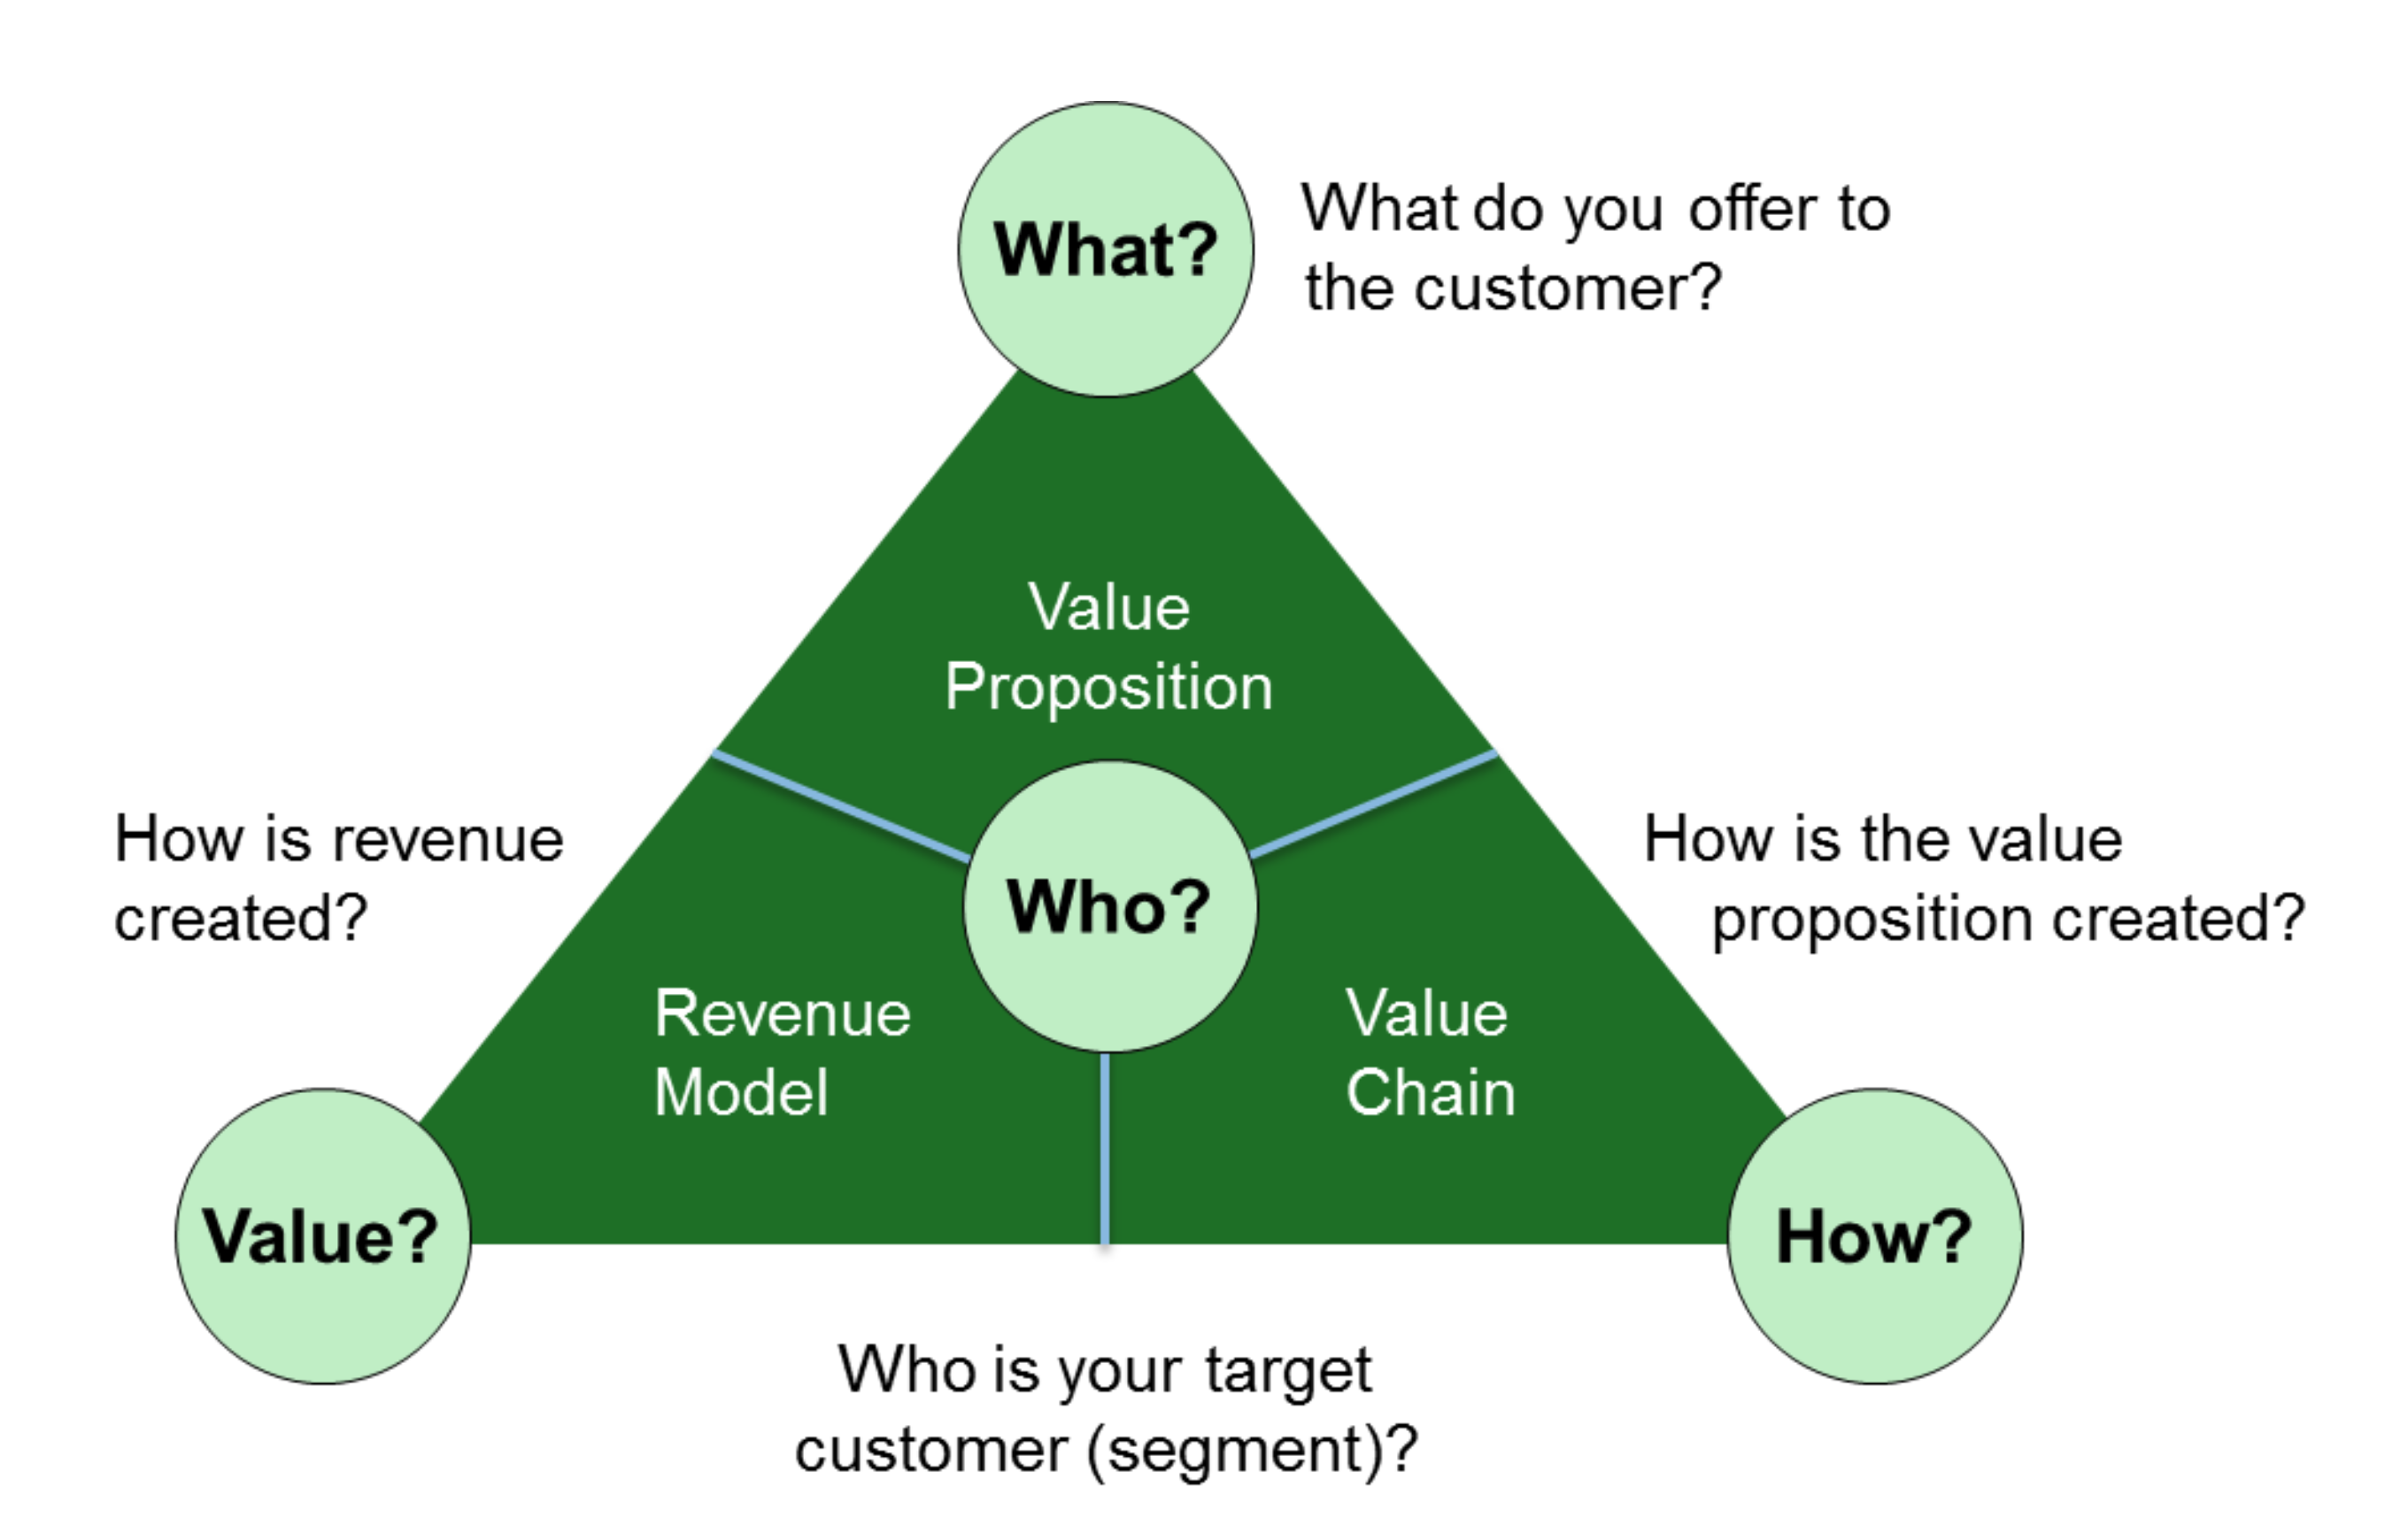 What?
What do you offer to
the customer?
Value
Proposition
How is revenue
created?
Who?
How is the value
proposition created?
Revenue
Model
Value
Chain
Value?
How?
Who is your target
customer (segment)?